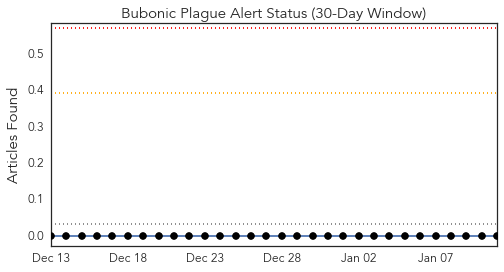 Bubonic Plague Alert Status (30-Day Window)
Articles Found
0.5
0.4
0.3
0.2
0.1
0.0
Dec 13 Dec 18 Dec 23 Dec 28 Jan 02 Jan 07